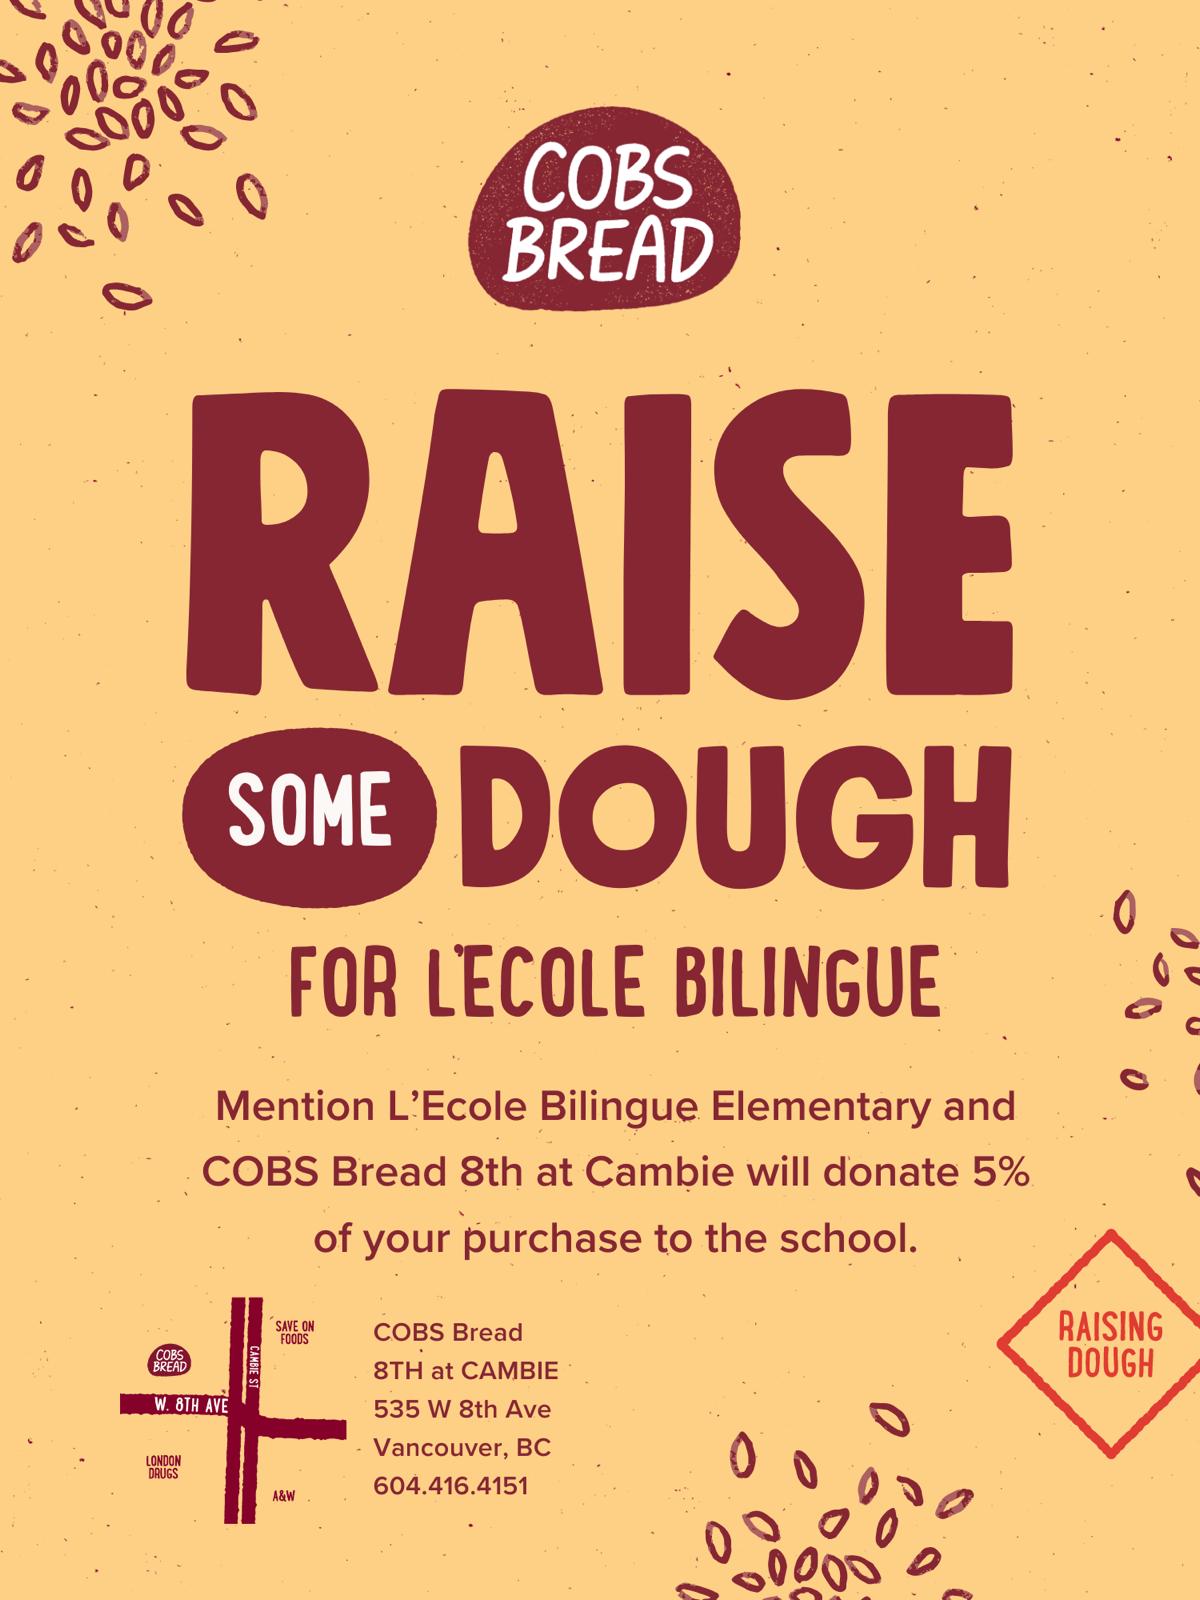 COBS
BREAD
RAISE
SOME DOUGH
FOR L'ECOLE BILINGUE
Mention L’Ecole Bilingue Elementary and
COBS Bread 8th at Cambie will donate 5%
of your purchase to the school.
RAISING
DOUGH
SAVE ON
FOODS
COBS
BREAD
CAMBIE ST
W. 8TH AVE
LONDON
DRUGS
A&W
COBS Bread
8TH at CAMBIE
535 W 8th Ave
Vancouver, BC
604.416.4151